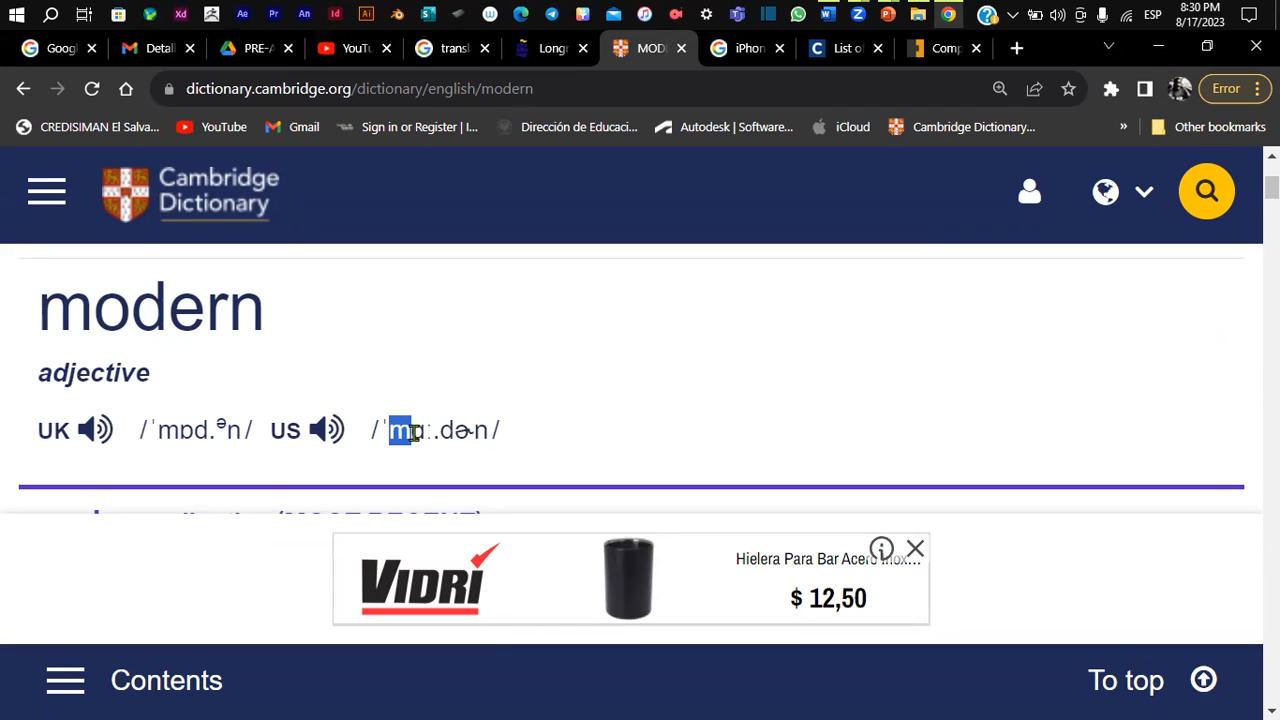 ESP
8:30 PM
8/17/2023
Googl
Detail
PRE-A
YouTu
transl
Longr
MODE
iPhon
List of
Comp
dictionary.cambridge.org/dictionary/english/modern
Error
CREDISIMAN El Salva...
YouTube
Gmail
Sign in or Register | I...
Dirección de Educaci...
Autodesk | Software...
iCloud
Cambridge Dictionary...
»
Other bookmarks
Cambridge
Dictionary
modern
adjective
UK /ˈmɒd.ᵊn/ US /ˈmɑː.dɚn/
VIDRÍ
Hielera Para Bar Acero Inox...
$ 12,50
Contents
To top